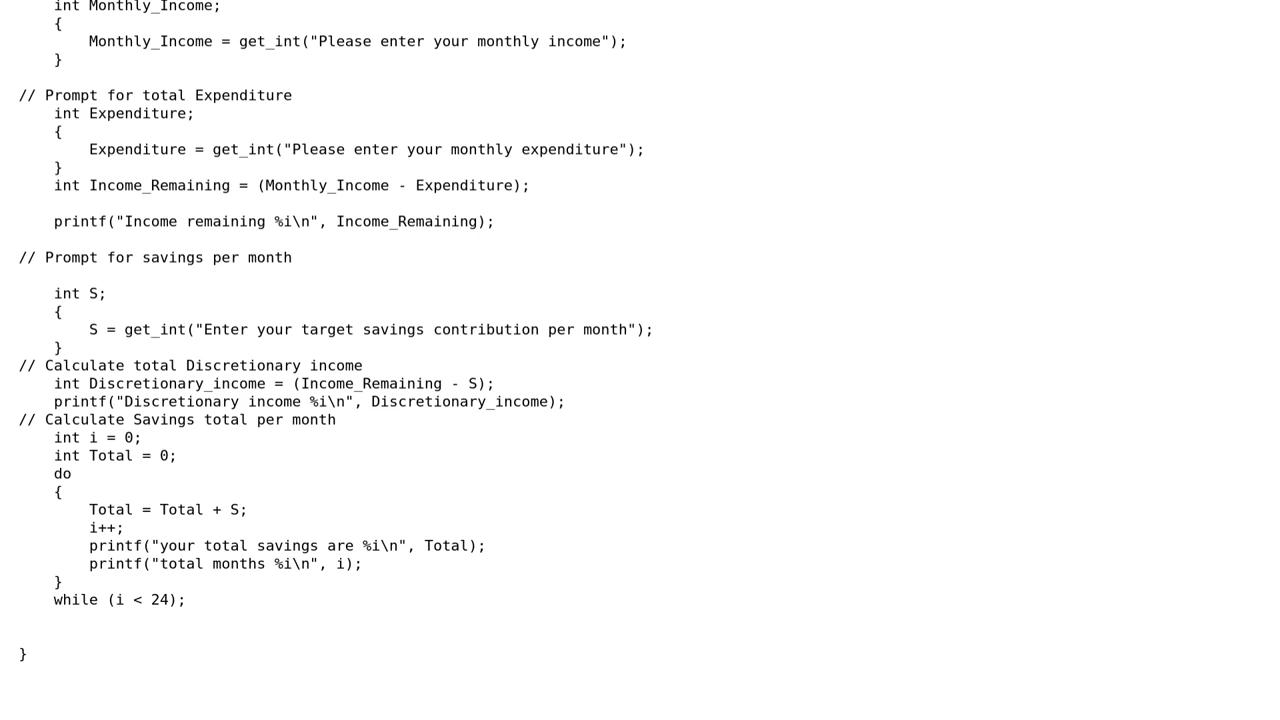 int Monthly_Income;
{
Monthly_Income = get_int("Please enter your monthly income");
}
// Prompt for total Expenditure
int Expenditure;
{
Expenditure = get_int("Please enter your monthly expenditure");
}
int Income_Remaining = (Monthly_Income - Expenditure);
printf("Income remaining %i\n", Income_Remaining);
// Prompt for savings per month
int S;
{
S = get_int("Enter your target savings contribution per month");
}
// Calculate total Discretionary income
int Discretionary_income = (Income_Remaining - S);
printf("Discretionary income %i\n", Discretionary_income);
// Calculate Savings total per month
int i = 0;
int Total = 0;
do
{
Total = Total + S;
i++;
printf("your total savings are %i\n", Total);
printf("total months %i\n", i);
}
while (i < 24);
}